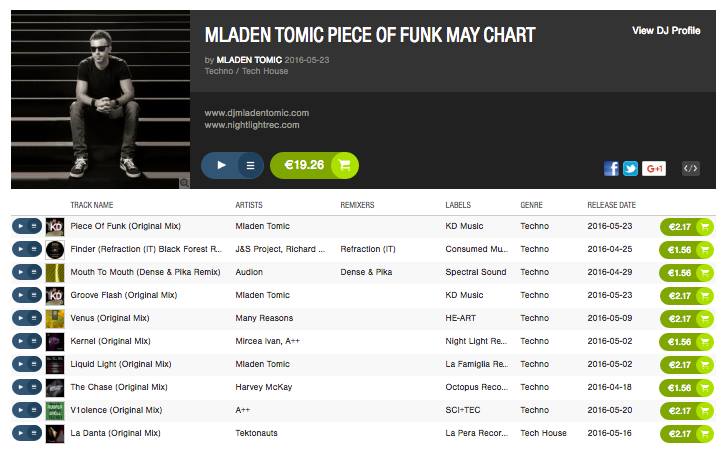 MLADEN TOMIC PIECE OF FUNK MAY CHART
View DJ Profile
by MLADEN TOMIC 2016-05-23
Techno / Tech House
www.djmladentomic.com
www.nightlightrec.com
€19.26
G+1
TRACK NAME ARTISTS REMIXERS LABELS GENRE RELEASE DATE
KD Piece Of Funk (Original Mix) Mladen Tomic KD Music Techno 2016-05-23 €2.17
Finder (Refraction (IT) Black Forest R... J&S Project, Richard ... Refraction (IT) Consumed Mu... Techno 2016-04-25 €1.56
Mouth To Mouth (Dense & Pika Remix) Audion Dense & Pika Spectral Sound Techno 2016-04-29 €1.56
KD Groove Flash (Original Mix) Mladen Tomic KD Music Techno 2016-05-23 €2.17
Venus (Original Mix) Many Reasons HE-ART Techno 2016-05-09 €2.17
Kernel (Original Mix) Mircea Ivan, A++ Night Light Re... Techno 2016-05-02 €1.56
Liquid Light (Original Mix) Mladen Tomic La Famiglia Re... Techno 2016-05-02 €2.17
The Chase (Original Mix) Harvey McKay Octopus Reco... Techno 2016-04-18 €1.56
V1olence (Original Mix) A++ SCI+TEC Techno 2016-05-20 €2.17
La Danta (Original Mix) Tektonauts La Pera Recor... Tech House 2016-05-16 €2.17